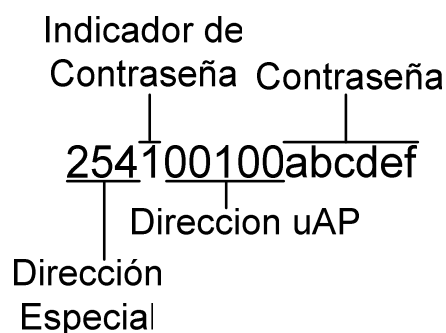 Indicador de
Contraseña Contraseña
254100100abcdef
Direccion uAP
Dirección
Especial